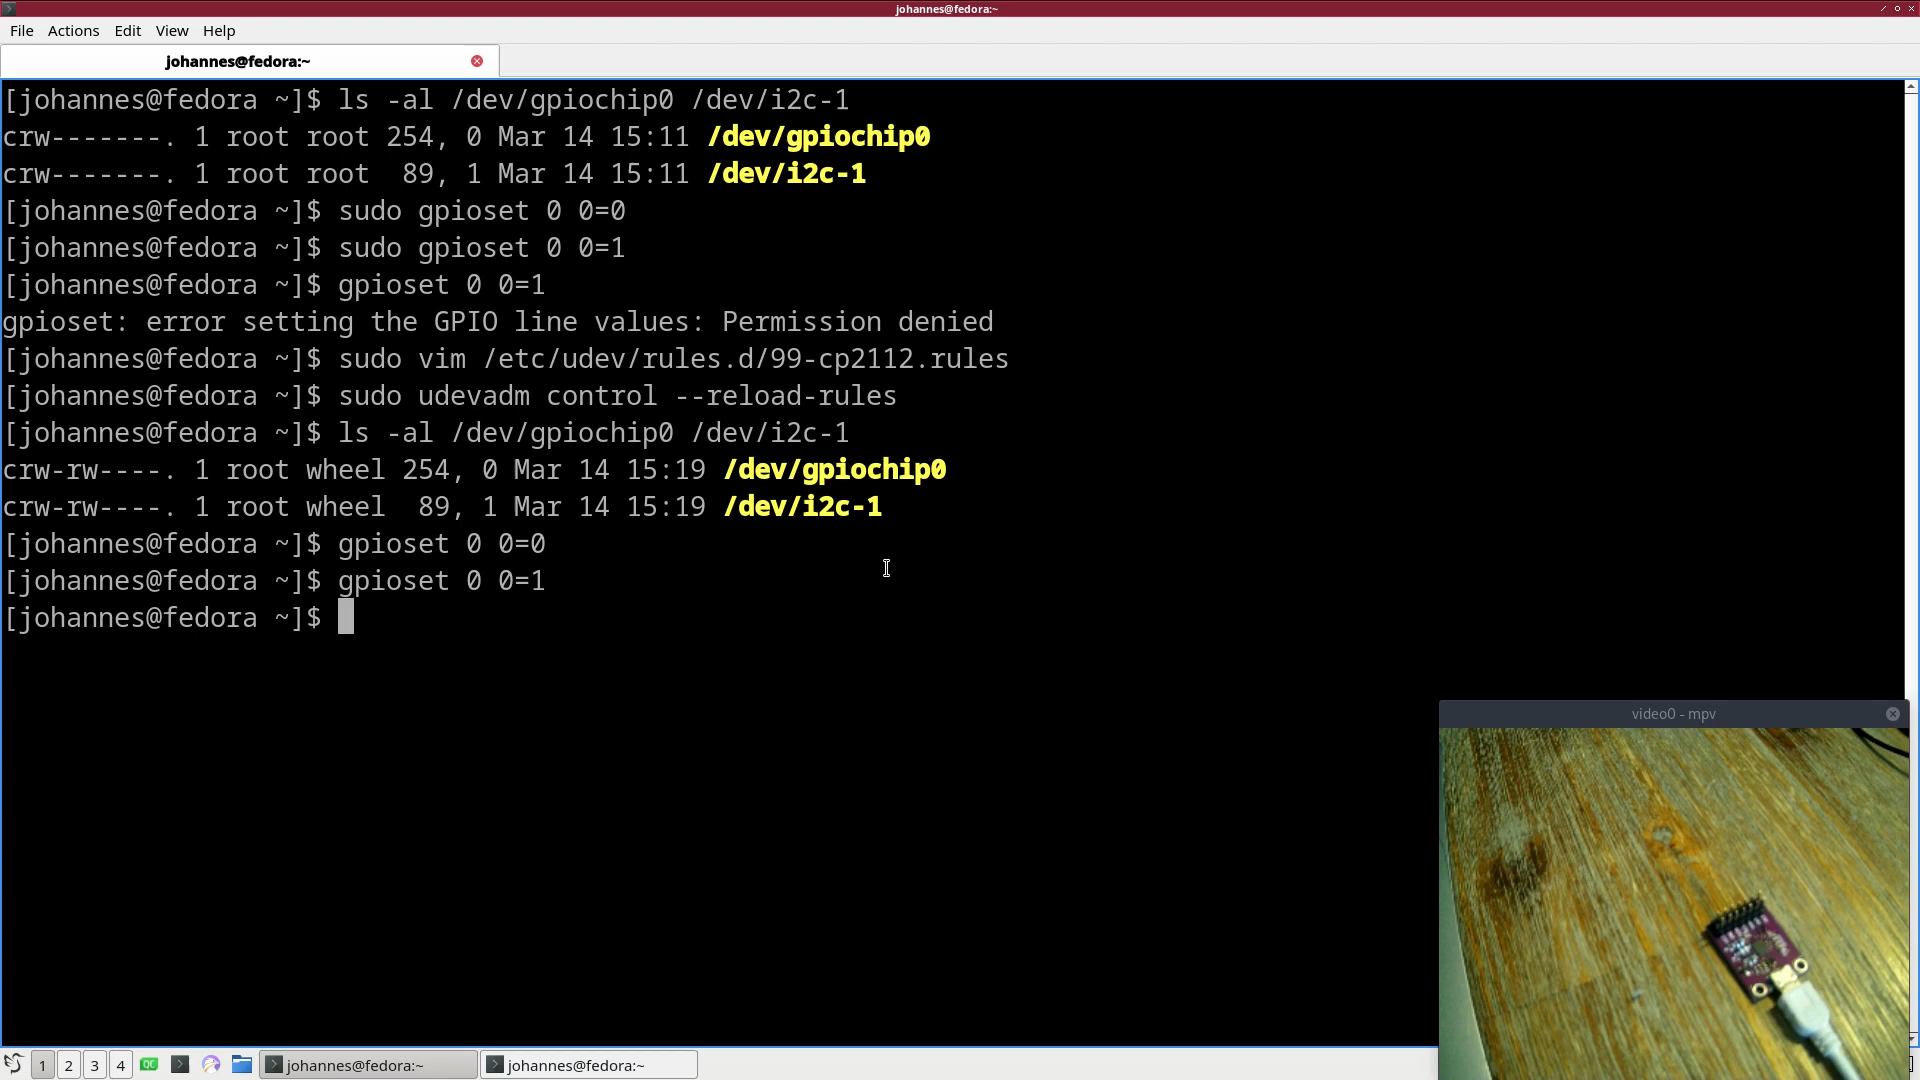 johannes@fedora:~
File Actions Edit View Help
johannes@fedora:~
[johannes@fedora ~]$ ls -al /dev/gpiochip0 /dev/i2c-1
crw-------. 1 root root 254, 0 Mar 14 15:11 /dev/gpiochip0
crw-------. 1 root root  89, 1 Mar 14 15:11 /dev/i2c-1
[johannes@fedora ~]$ sudo gpioset 0 0=0
[johannes@fedora ~]$ sudo gpioset 0 0=1
[johannes@fedora ~]$ gpioset 0 0=1
gpioset: error setting the GPIO line values: Permission denied
[johannes@fedora ~]$ sudo vim /etc/udev/rules.d/99-cp2112.rules
[johannes@fedora ~]$ sudo udevadm control --reload-rules
[johannes@fedora ~]$ ls -al /dev/gpiochip0 /dev/i2c-1
crw-rw----. 1 root wheel 254, 0 Mar 14 15:19 /dev/gpiochip0
crw-rw----. 1 root wheel  89, 1 Mar 14 15:19 /dev/i2c-1
[johannes@fedora ~]$ gpioset 0 0=0
[johannes@fedora ~]$ gpioset 0 0=1
[johannes@fedora ~]$
video0 - mpv
1 2 3 4 QC johannes@fedora:~ johannes@fedora:~